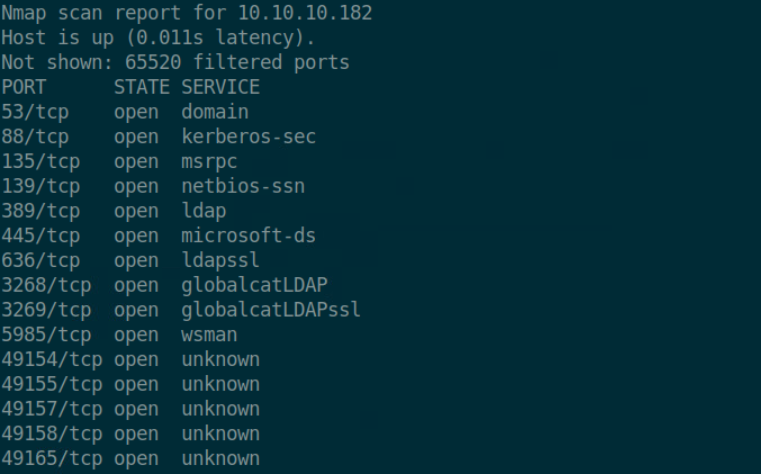 Nmap scan report for 10.10.10.182
Host is up (0.011s latency).
Not shown: 65520 filtered ports
PORT      STATE SERVICE
53/tcp    open  domain
88/tcp    open  kerberos-sec
135/tcp   open  msrpc
139/tcp   open  netbios-ssn
389/tcp   open  ldap
445/tcp   open  microsoft-ds
636/tcp   open  ldapssl
3268/tcp  open  globalcatLDAP
3269/tcp  open  globalcatLDAPssl
5985/tcp  open  wsman
49154/tcp open  unknown
49155/tcp open  unknown
49157/tcp open  unknown
49158/tcp open  unknown
49165/tcp open  unknown